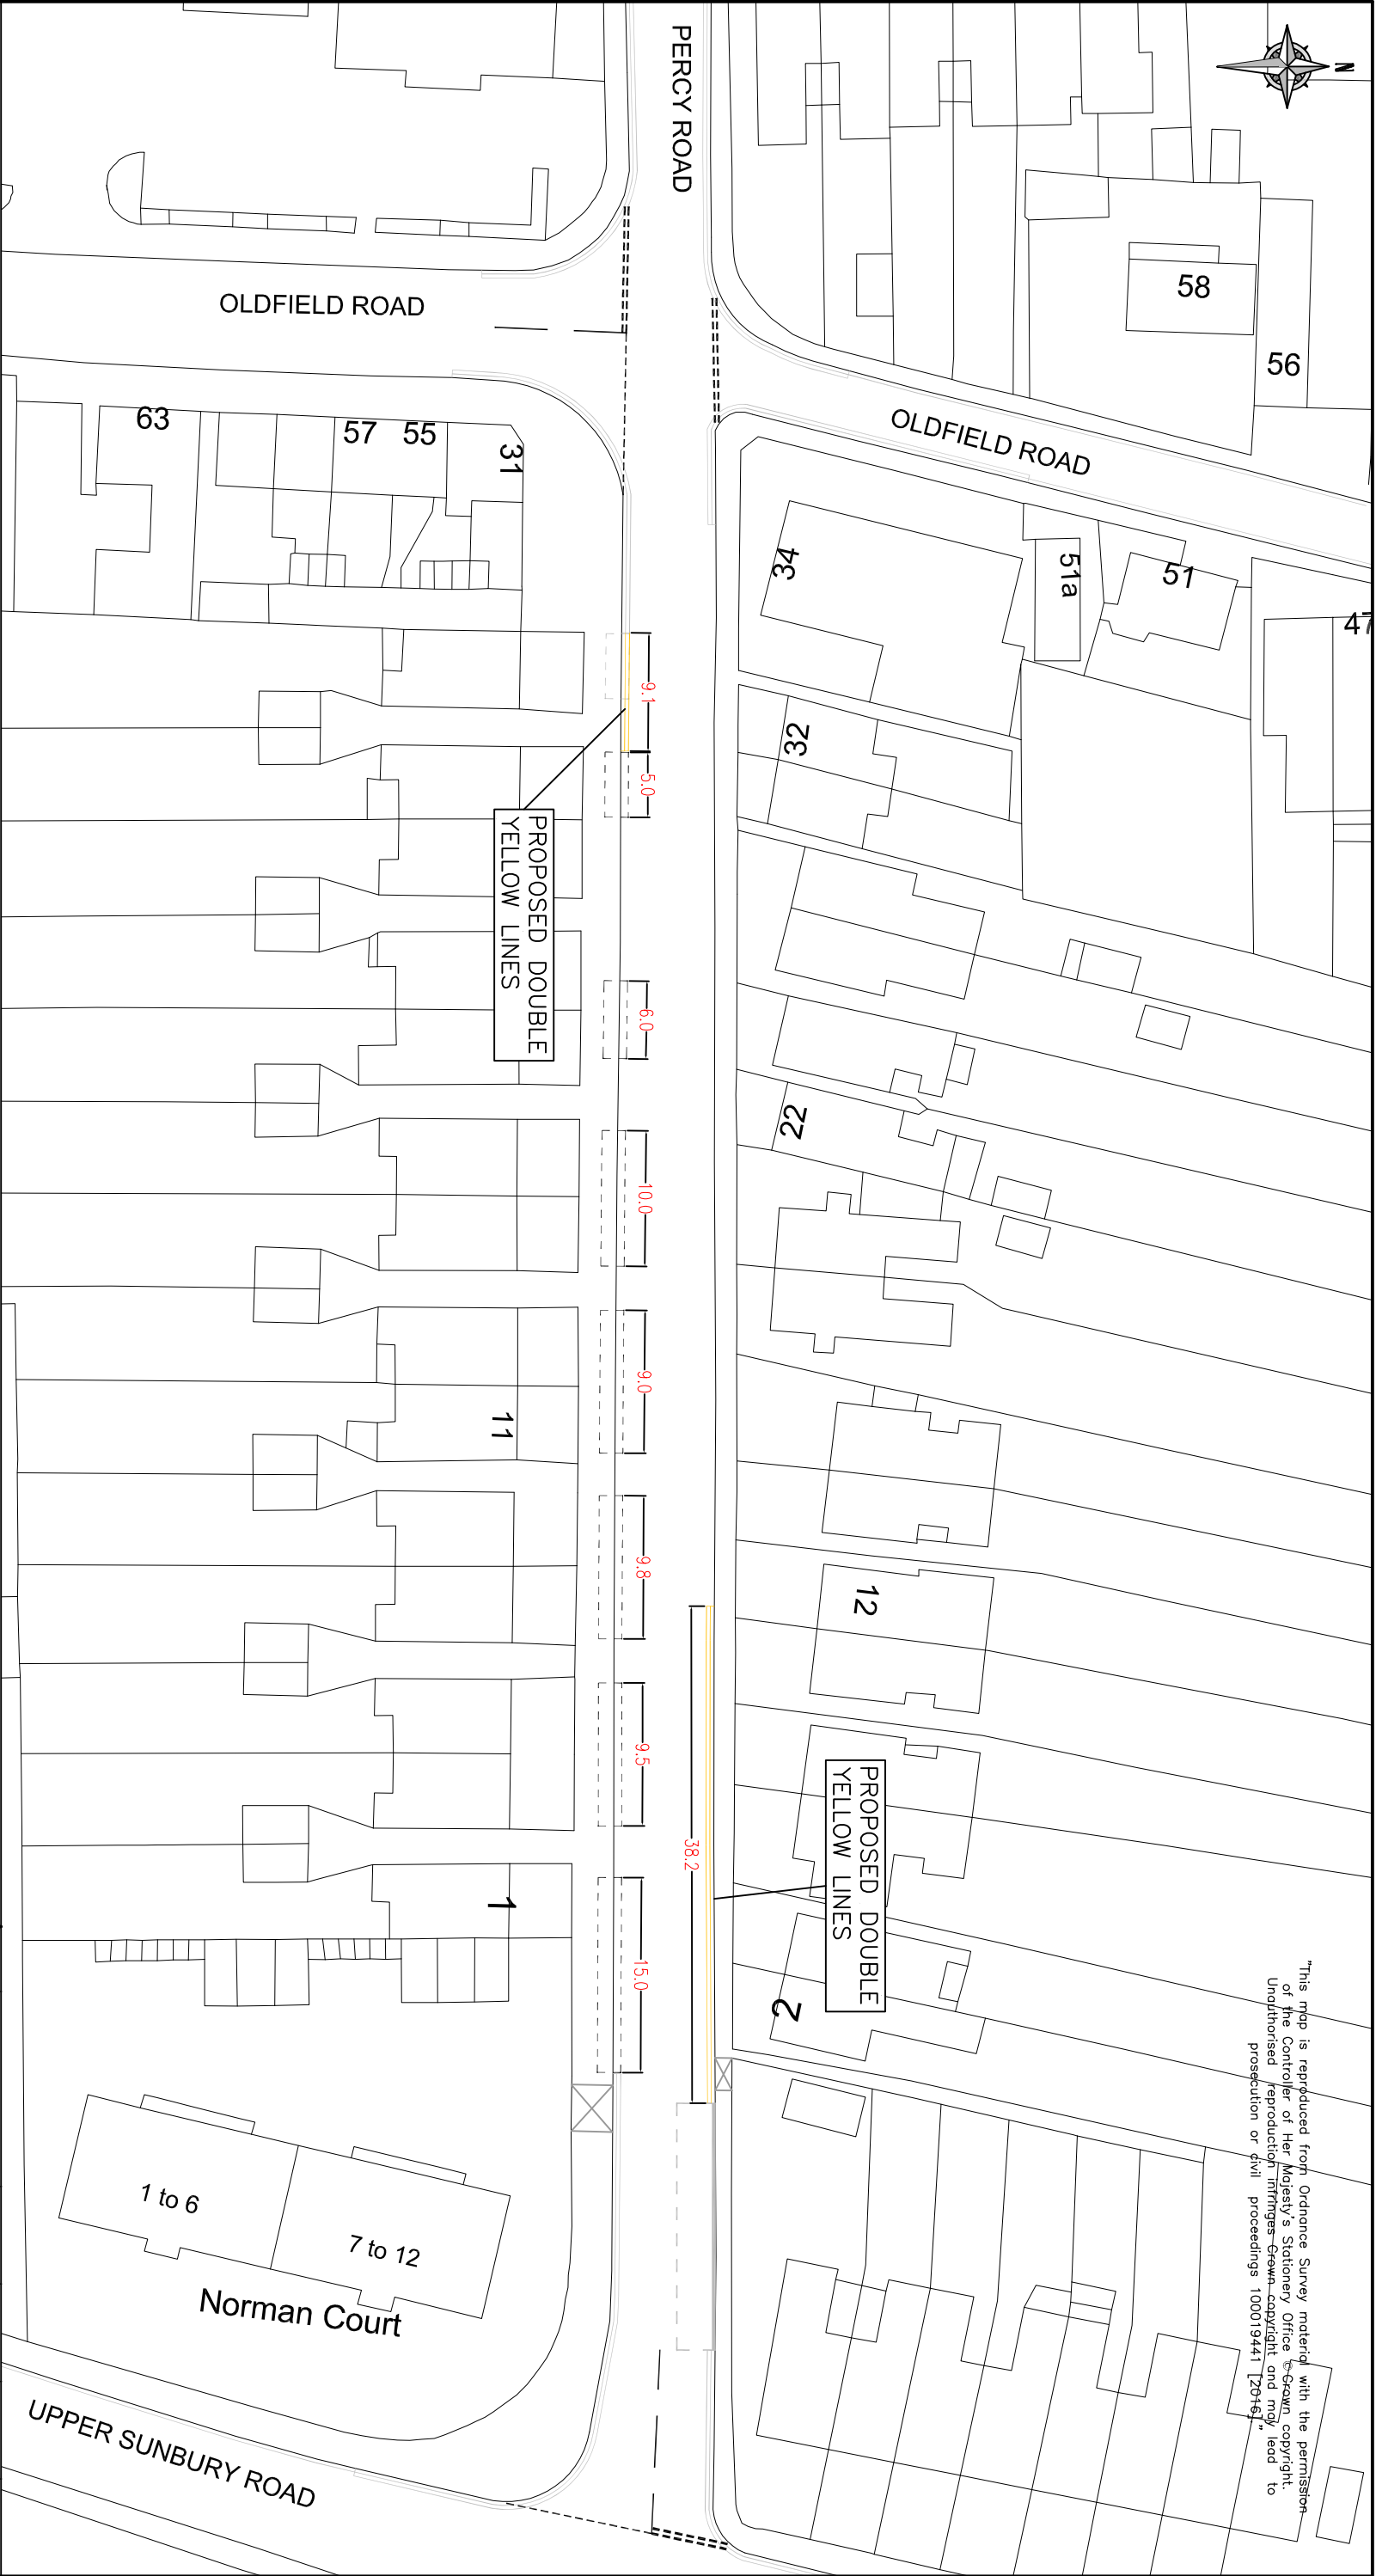 N
PERCY ROAD
OLDFIELD ROAD
58
56
OLDFIELD ROAD
63
57
55
31
34
51a
51
47
32
9.1
5.0
PROPOSED DOUBLE
YELLOW LINES
6.0
22
10.0
9.0
11
9.8
12
9.5
38.2
PROPOSED DOUBLE
YELLOW LINES
1
15.0
2
"This map is reproduced from Ordnance Survey material with the permission
of the Controller of Her Majesty's Stationery Office © Crown copyright.
Unauthorised reproduction infringes Crown copyright and may lead to
prosecution or civil proceedings 100019441 [2016]."
1 to 6
7 to 12
Norman Court
UPPER SUNBURY ROAD